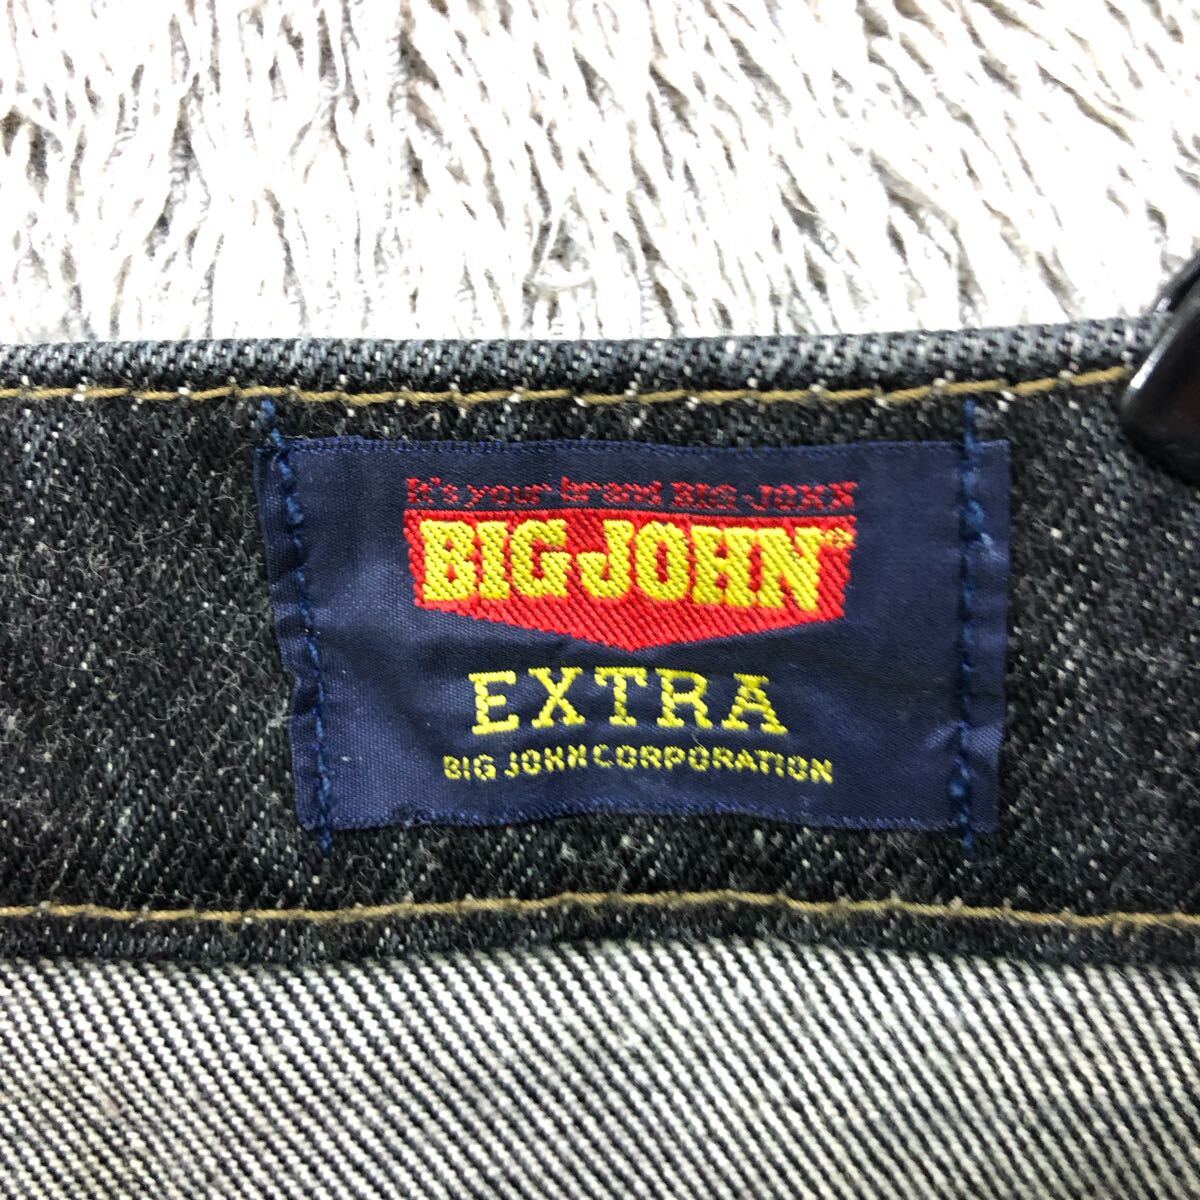 It's your brand BIG-JOHN
BIG-JOHN®
EXTRA
BIG JOHN CORPORATION